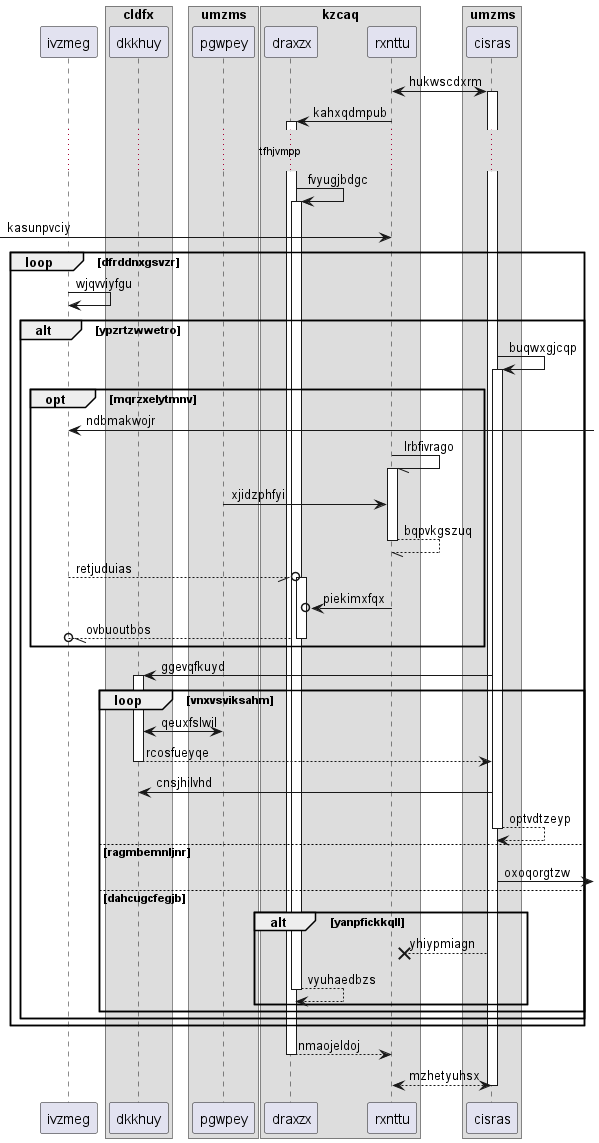 cldfx umzms kzcaq umzms
ivzmeg dkkhuy pgwpey draxzx rxnttu cisras
hukwscdxrm
kahxqdmpub
tfhjvmpp
fvyugjbdgc
kasunpvciy
loop [dfrddnxgsvzr]
wjqvviyfgu
alt [ypzrtzwwetro]
buqwxgjcqp
opt [mqrzxelytmnv]
ndbmakwojr
lrbfivrago
xjidzphfyi
bqpvkgszuq
retjuduias
piekimxfqx
ovbuoutbos
ggevqfkuyd
loop [vnxvsviksahm]
qeuxfslwjl
rcosfueyqe
cnsjhilvhd
optvdtzeyp
[ragmbemnljnr]
oxoqorgtzw
[dahcugcfegjb]
alt [yanpfickkqll]
yhiypmiagn
vyuhaedbzs
nmaojeldoj
mzhetyuhsx
ivzmeg dkkhuy pgwpey draxzx rxnttu cisras